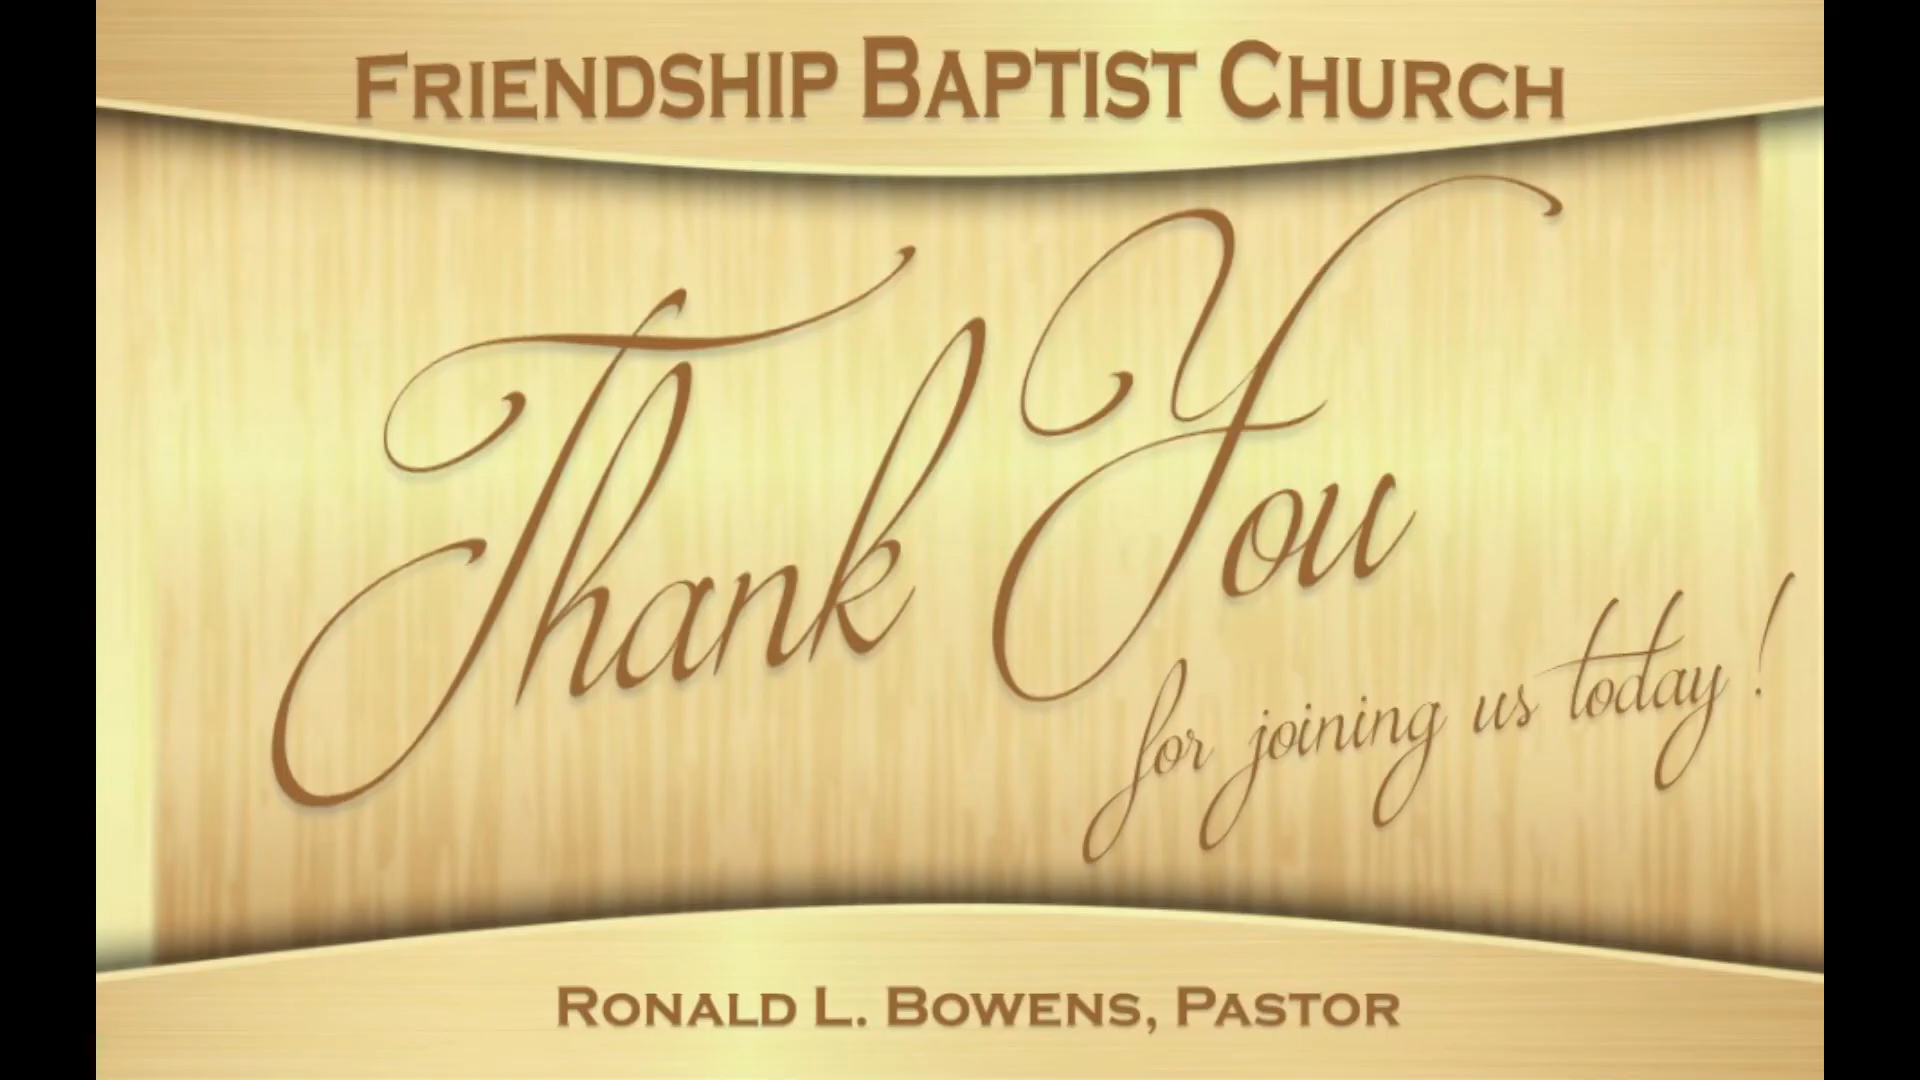 Friendship Baptist Church
Thank You
for joining us today!
Ronald L. Bowens, Pastor